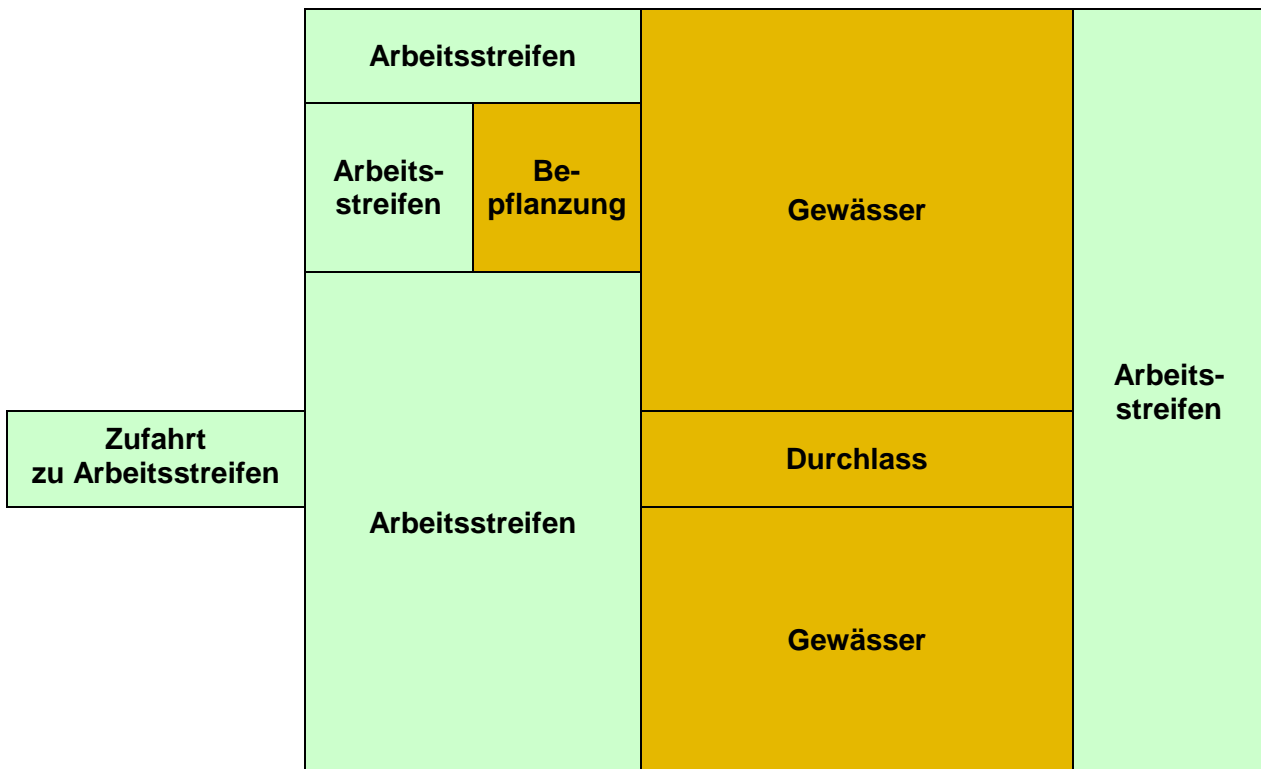 Arbeitsstreifen
Arbeits-
streifen
Be-
pflanzung
Gewässer
Arbeits-
streifen
Zufahrt
zu Arbeitsstreifen
Durchlass
Arbeitsstreifen
Gewässer